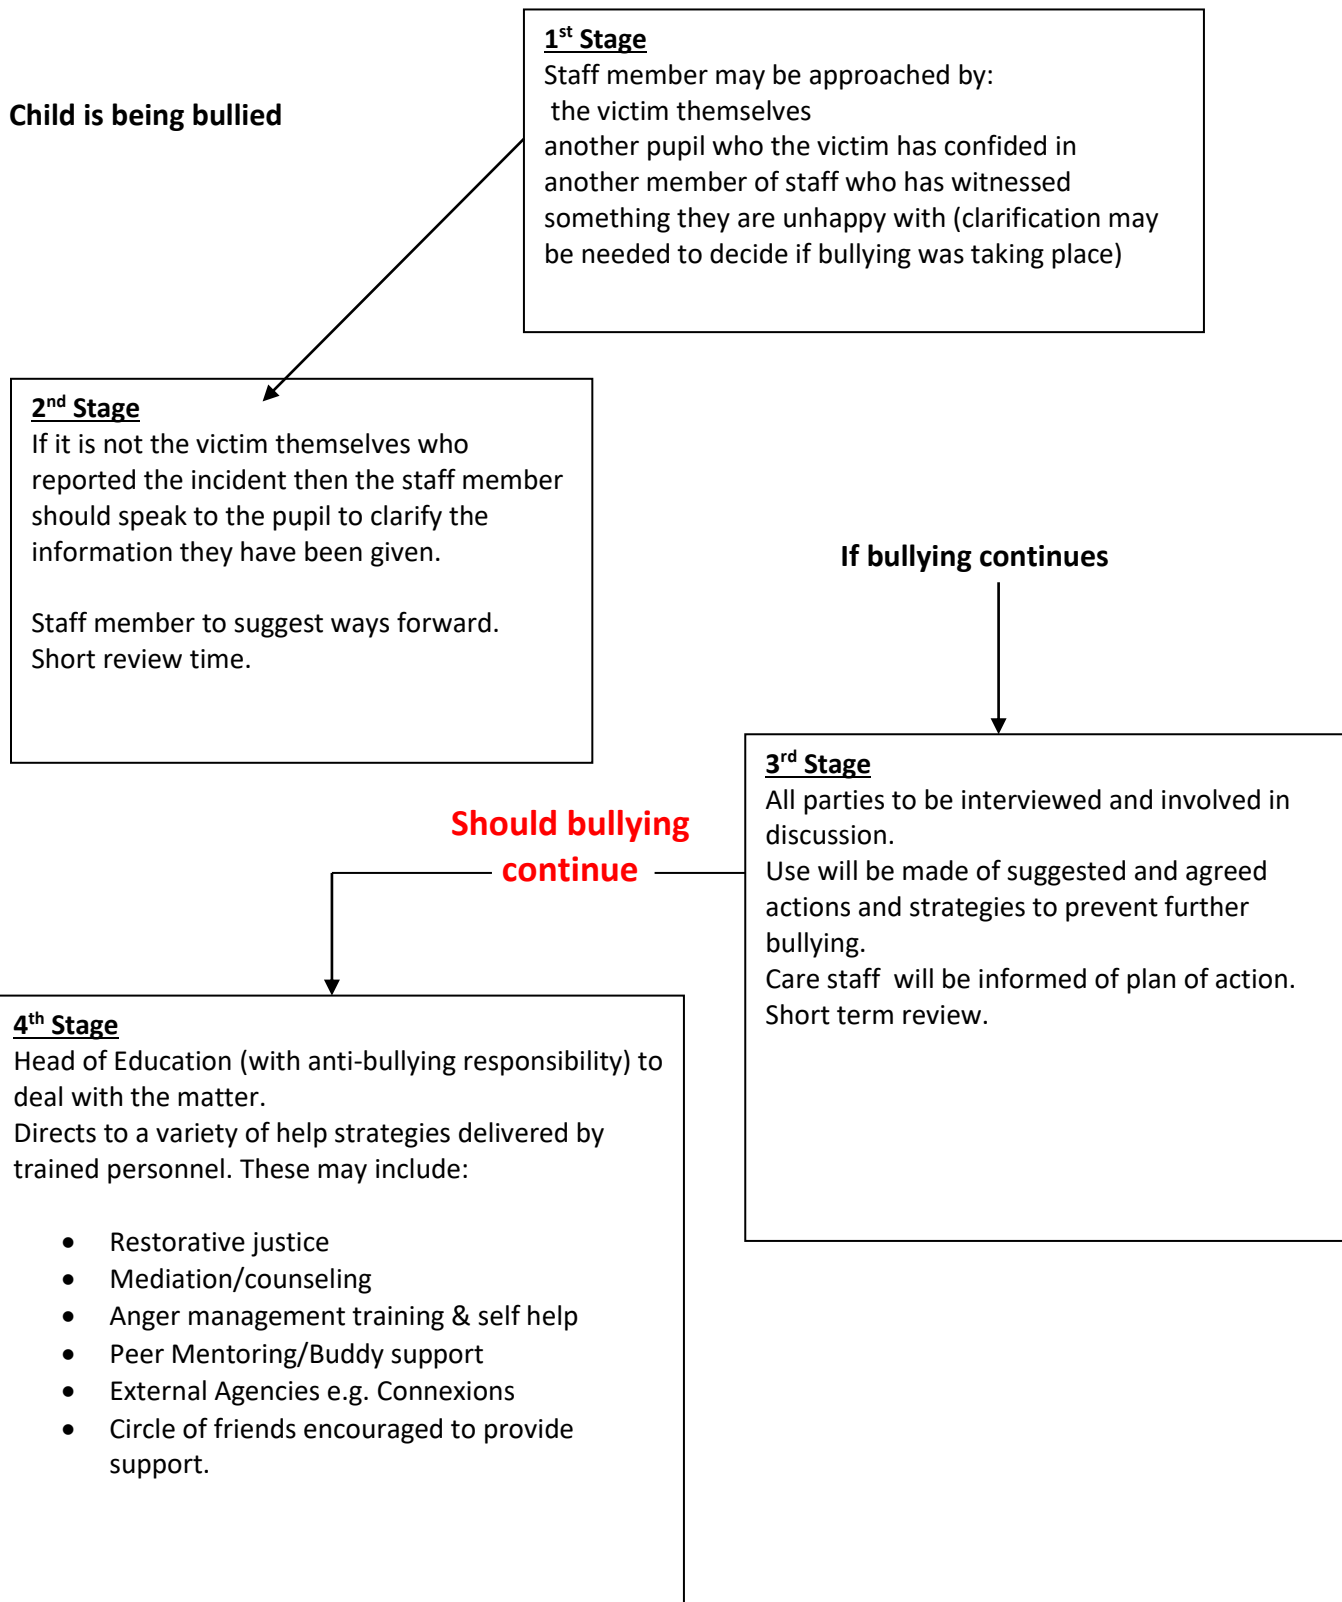 Child is being bullied
1st Stage
Staff member may be approached by:
the victim themselves
another pupil who the victim has confided in
another member of staff who has witnessed
something they are unhappy with (clarification may
be needed to decide if bullying was taking place)
2nd Stage
If it is not the victim themselves who
reported the incident then the staff member
should speak to the pupil to clarify the
information they have been given.
Staff member to suggest ways forward.
Short review time.
If bullying continues
3rd Stage
All parties to be interviewed and involved in
discussion.
Use will be made of suggested and agreed
actions and strategies to prevent further
bullying.
Care staff  will be informed of plan of action.
Short term review.
Should bullying
continue
4th Stage
Head of Education (with anti-bullying responsibility) to
deal with the matter.
Directs to a variety of help strategies delivered by
trained personnel. These may include:
• Restorative justice
• Mediation/counseling
• Anger management training & self help
• Peer Mentoring/Buddy support
• External Agencies e.g. Connexions
• Circle of friends encouraged to provide
support.